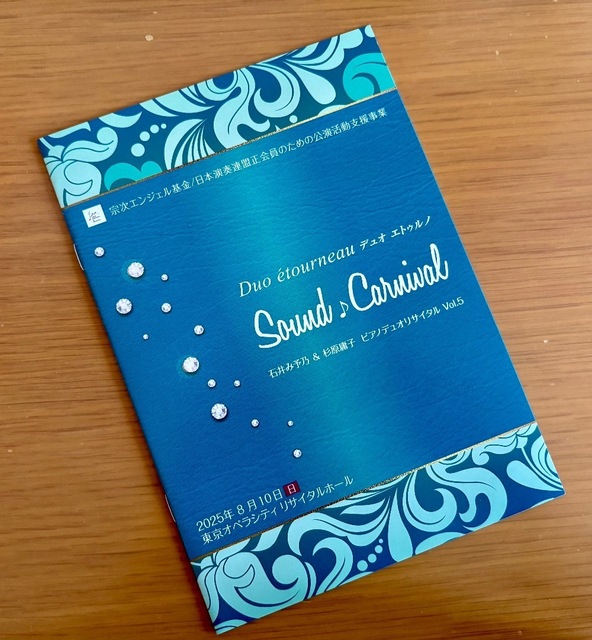 宗次エンジェル基金/日本演奏連盟正会員のための公演活動支援事業
Duo étourneau デュオ エトゥルノ
Sound ♪ Carnival
石井み予乃 & 杉原庸子 ピアノデュオリサイタル Vol.5
2025年8月10日 日
東京オペラシティ リサイタルホール